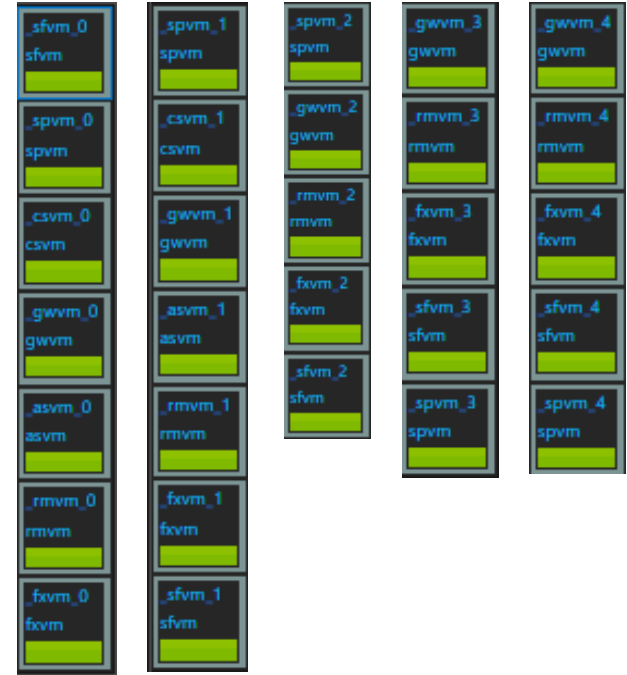 _sfvm_0
sfvm
_spvm_0
spvm
_csvm_0
csvm
_gwvm_0
gwvm
_asvm_0
asvm
_rmvm_0
rmvm
_fxvm_0
fxvm
_spvm_1
spvm
_csvm_1
csvm
_gwvm_1
gwvm
_asvm_1
asvm
_rmvm_1
rmvm
_fxvm_1
fxvm
_sfvm_1
sfvm
_spvm_2
spvm
_gwvm_2
gwvm
_rmvm_2
rmvm
_fxvm_2
fxvm
_sfvm_2
sfvm
_gwvm_3
gwvm
_rmvm_3
rmvm
_fxvm_3
fxvm
_sfvm_3
sfvm
_spvm_3
spvm
_gwvm_4
gwvm
_rmvm_4
rmvm
_fxvm_4
fxvm
_sfvm_4
sfvm
_spvm_4
spvm